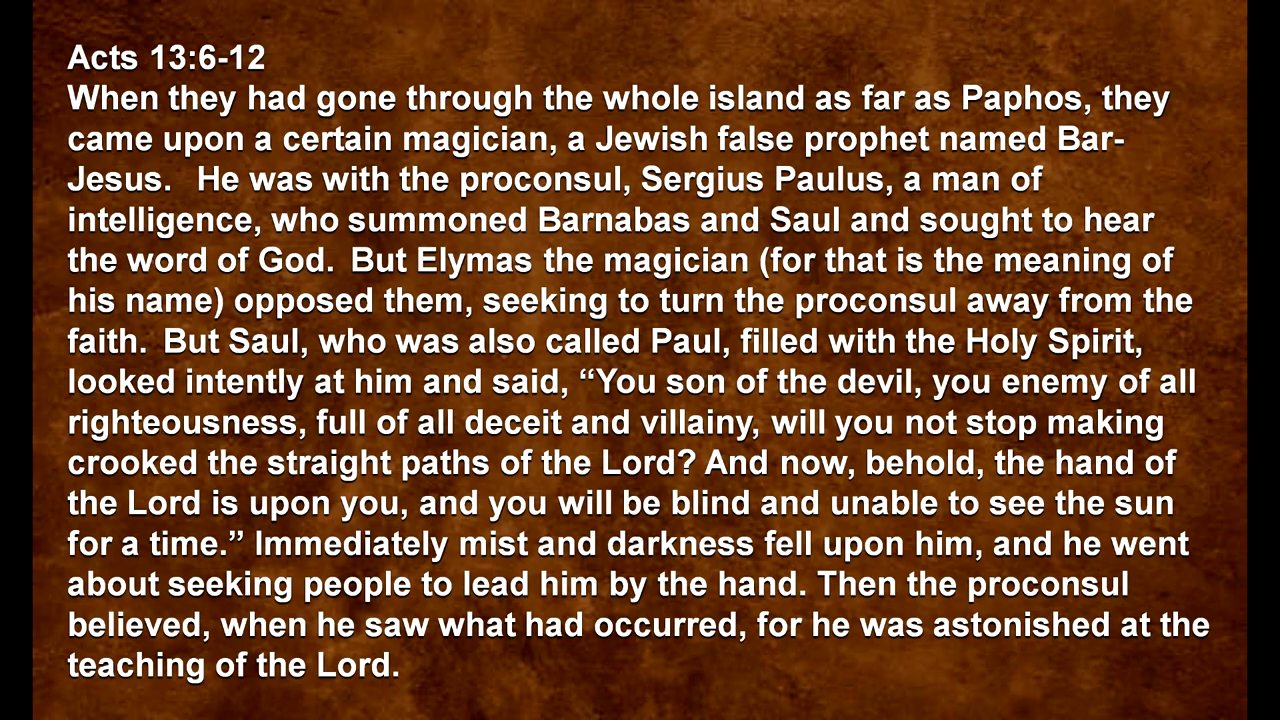 Acts 13:6-12
When they had gone through the whole island as far as Paphos, they
came upon a certain magician, a Jewish false prophet named Bar-
Jesus.   He was with the proconsul, Sergius Paulus, a man of
intelligence, who summoned Barnabas and Saul and sought to hear
the word of God.  But Elymas the magician (for that is the meaning of
his name) opposed them, seeking to turn the proconsul away from the
faith.  But Saul, who was also called Paul, filled with the Holy Spirit,
looked intently at him and said, “You son of the devil, you enemy of all
righteousness, full of all deceit and villainy, will you not stop making
crooked the straight paths of the Lord? And now, behold, the hand of
the Lord is upon you, and you will be blind and unable to see the sun
for a time.” Immediately mist and darkness fell upon him, and he went
about seeking people to lead him by the hand. Then the proconsul
believed, when he saw what had occurred, for he was astonished at the
teaching of the Lord.